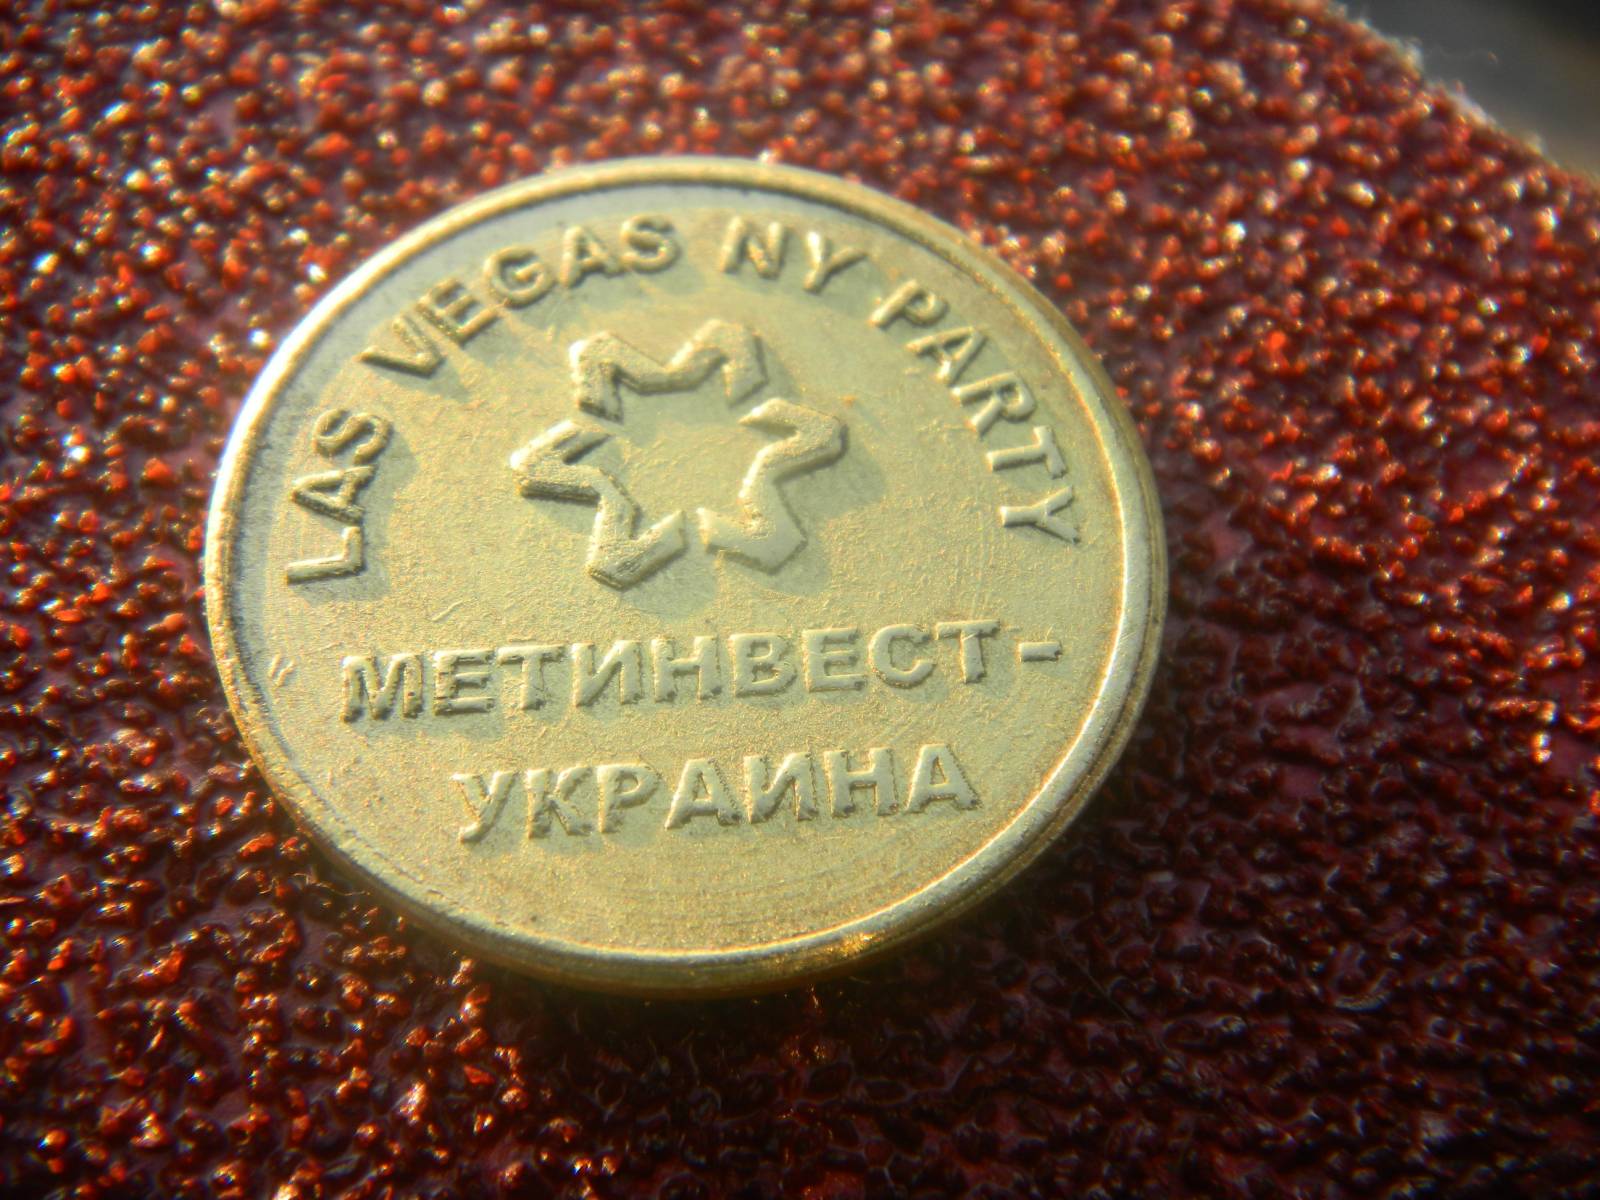 LAS VEGAS NY PARTY
МЕТИНВЕСТ-
УКРАИНА